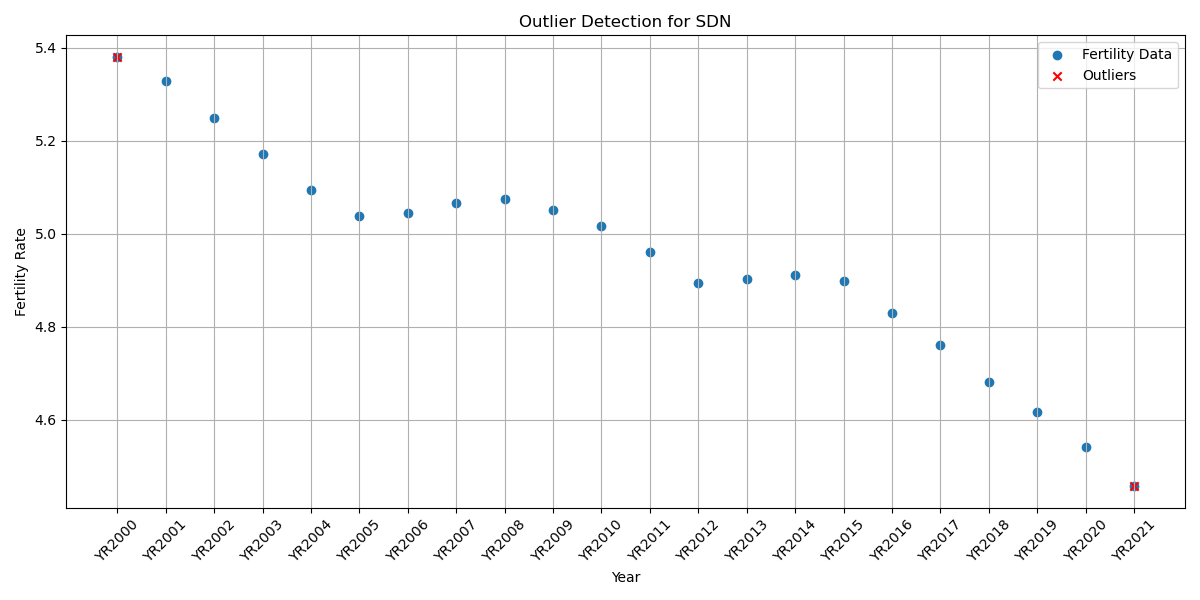 Outlier Detection for SDN
Fertility Data
Outliers
Fertility Rate
5.4
5.2
5.0
4.8
4.6
YR2000
YR2001
YR2002
YR2003
YR2004
YR2005
YR2006
YR2007
YR2008
YR2009
YR2010
YR2011
YR2012
YR2013
YR2014
YR2015
YR2016
YR2017
YR2018
YR2019
YR2020
YR2021
Year